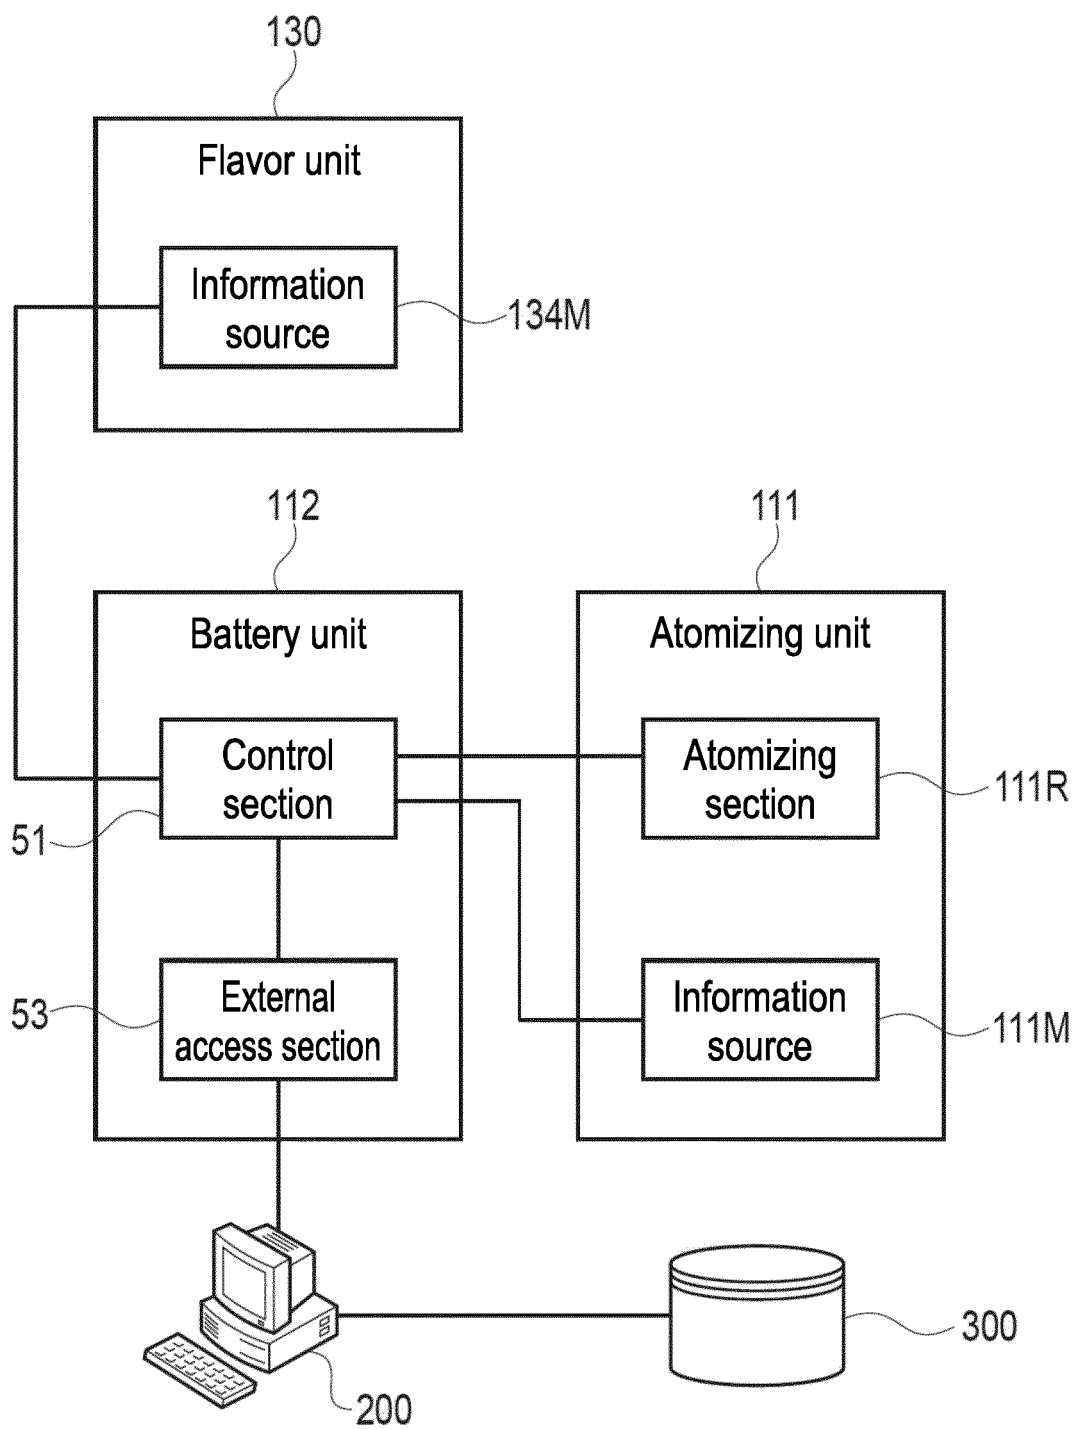 130
Flavor unit
Information
source
134M
112
111
Battery unit
Atomizing unit
Control
section
Atomizing
section
51
111R
External
access section
Information
source
53
111M
300
200